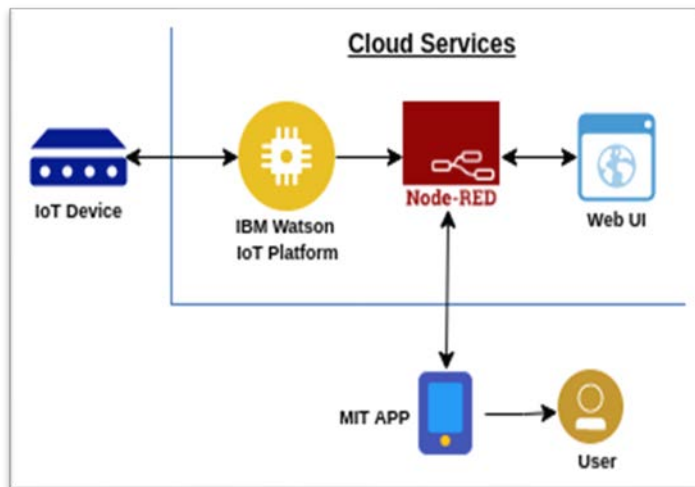 Cloud Services
IoT Device
IBM Watson
IoT Platform
Node-RED
Web UI
MIT APP
User